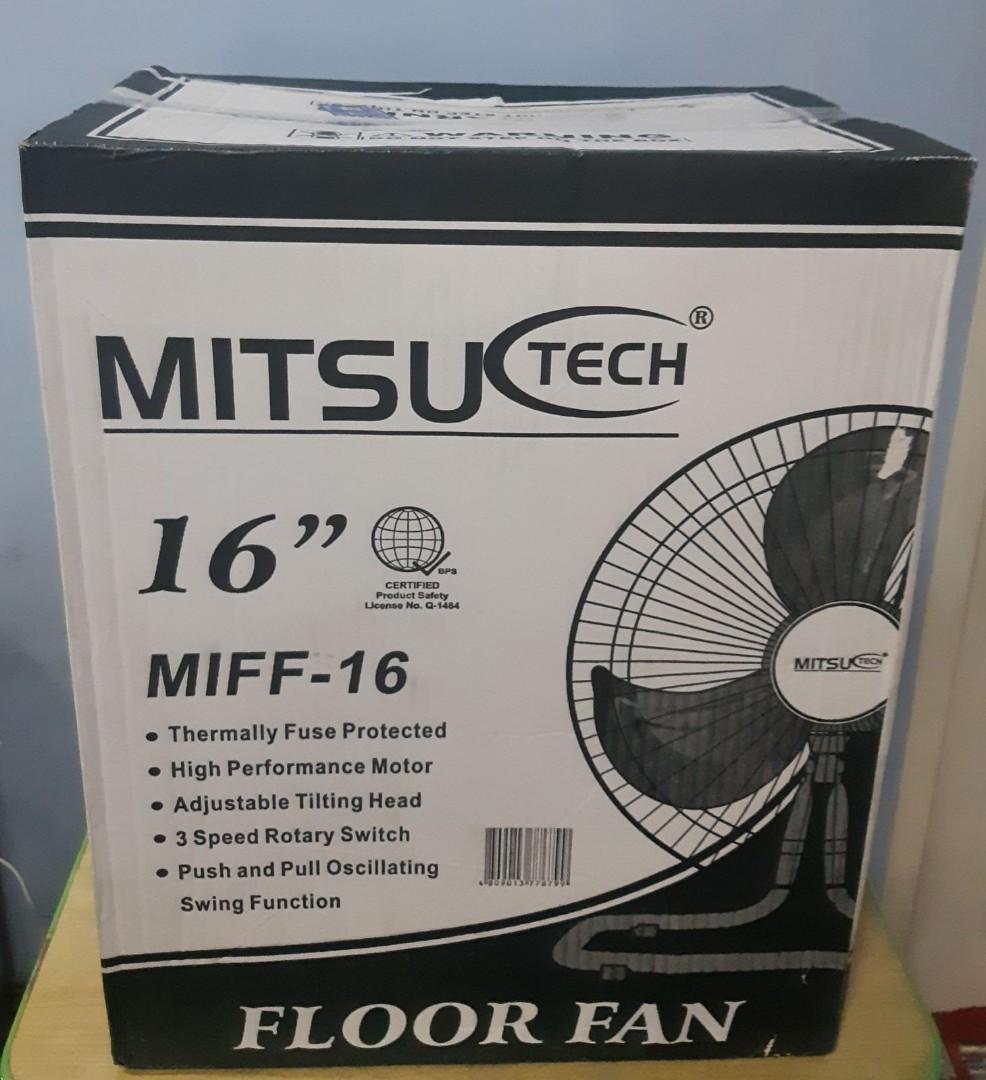 WARNING
MITSU TECH ®
16”
BPS
CERTIFIED
Product Safety
License No. Q-1484
MIFF-16
MITSU TECH®
• Thermally Fuse Protected
• High Performance Motor
• Adjustable Tilting Head
• 3 Speed Rotary Switch
• Push and Pull Oscillating
Swing Function
FLOOR FAN